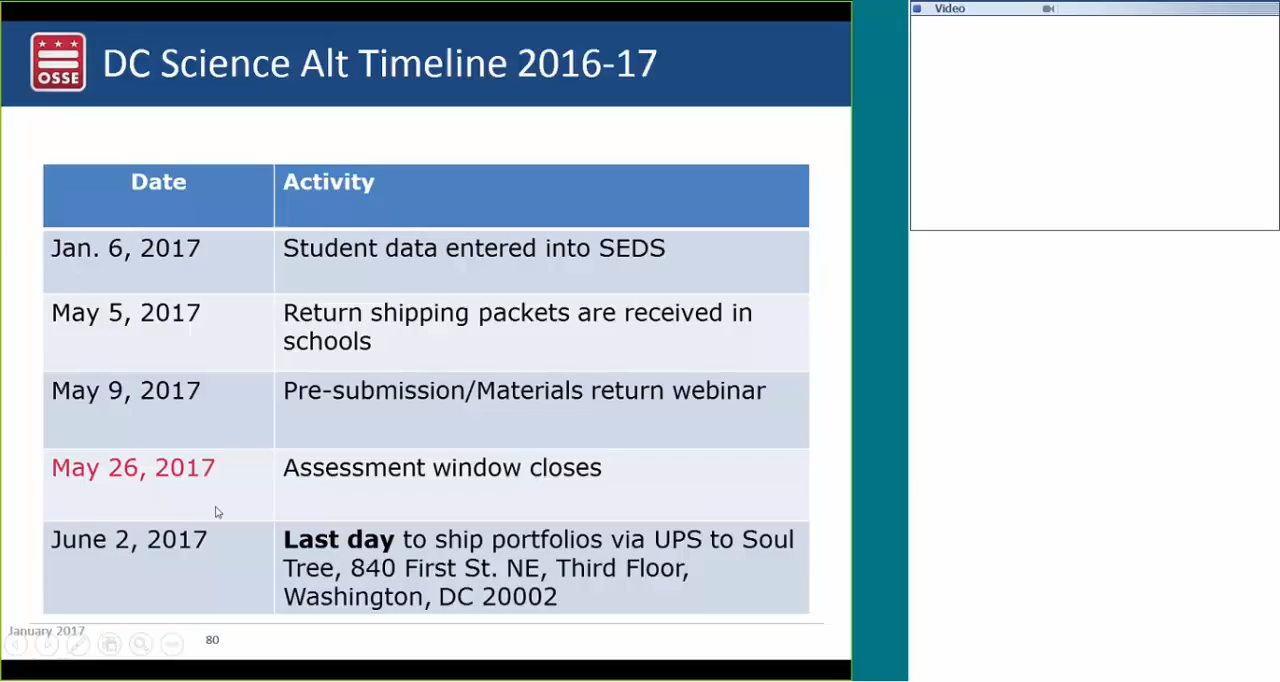 Video
OSSE
DC Science Alt Timeline 2016-17
Date
Activity
Jan. 6, 2017
Student data entered into SEDS
May 5, 2017
Return shipping packets are received in
schools
May 9, 2017
Pre-submission/Materials return webinar
May 26, 2017
Assessment window closes
June 2, 2017
Last day to ship portfolios via UPS to Soul
Tree, 840 First St. NE, Third Floor,
Washington, DC 20002
January 2017
80